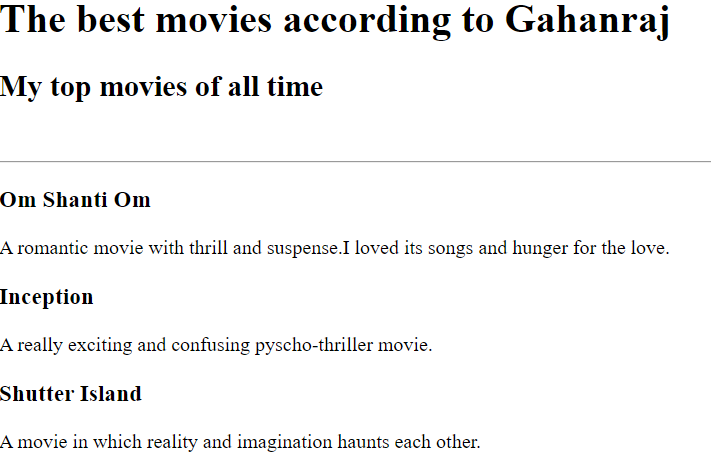 The best movies according to Gahanraj
My top movies of all time
Om Shanti Om
A romantic movie with thrill and suspense.I loved its songs and hunger for the love.
Inception
A really exciting and confusing pyscho-thriller movie.
Shutter Island
A movie in which reality and imagination haunts each other.